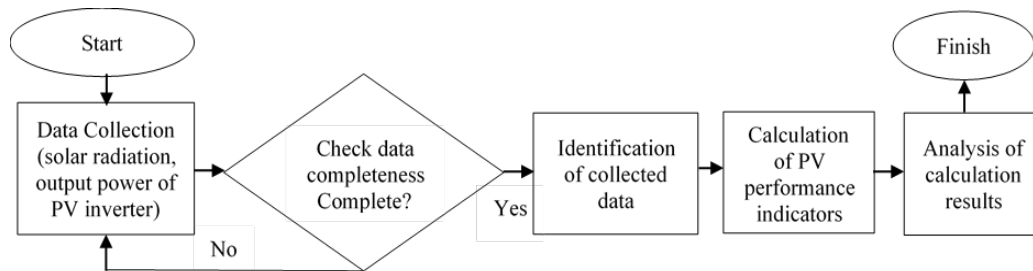 Start
Data Collection
(solar radiation,
output power of
PV inverter)
Check data
completeness
Complete?
No
Yes
Identification
of collected
data
Calculation
of PV
performance
indicators
Analysis of
calculation
results
Finish